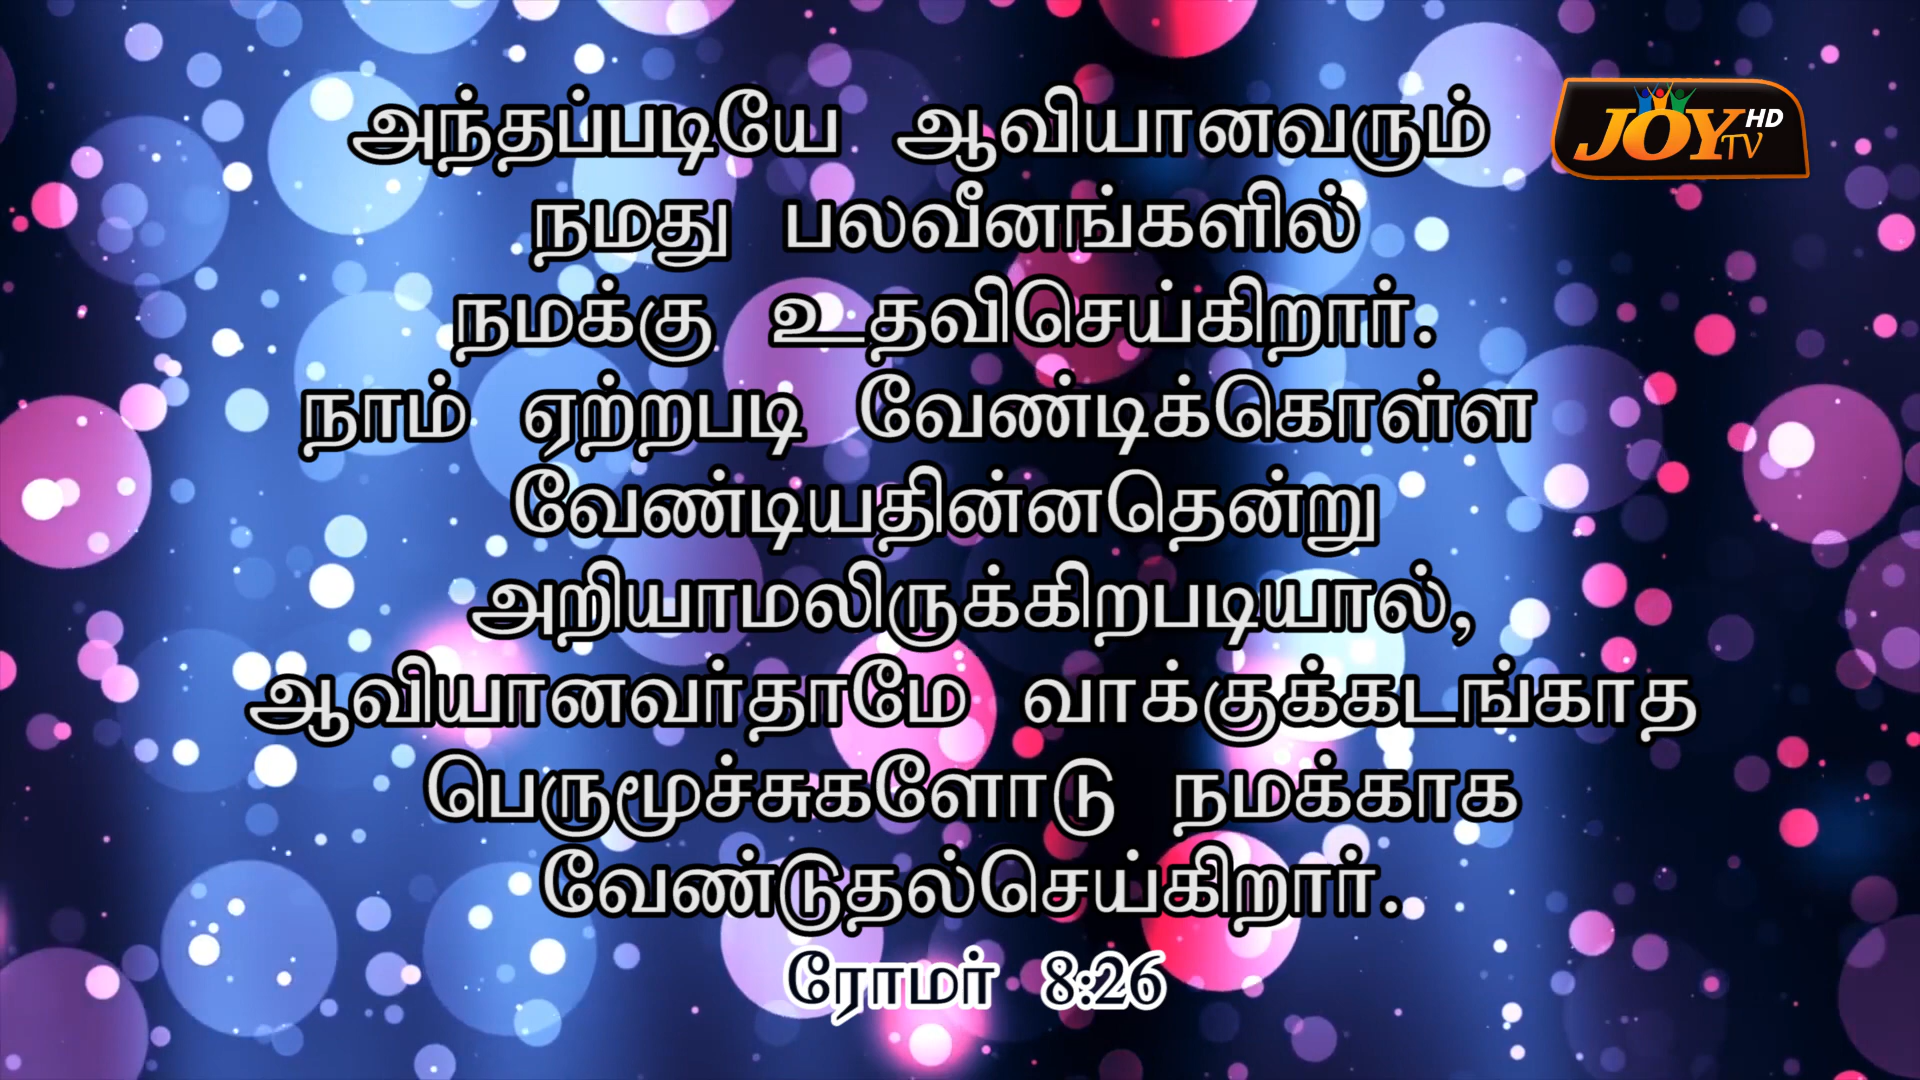 அந்தப்படியே ஆவியானவரும்
JOY HD TV
நமது பலவீனங்களில்
நமக்கு உதவிசெய்கிறார்.
நாம் ஏற்றபடி வேண்டிக்கொள்ள
வேண்டியதின்னதென்று
அறியாமலிருக்கிறபடியால்,
ஆவியானவர்தாமே வாக்குக்கடங்காத
பெருமூச்சுகளோடு நமக்காக
வேண்டுதல்செய்கிறார்.
ரோமர் 8:26